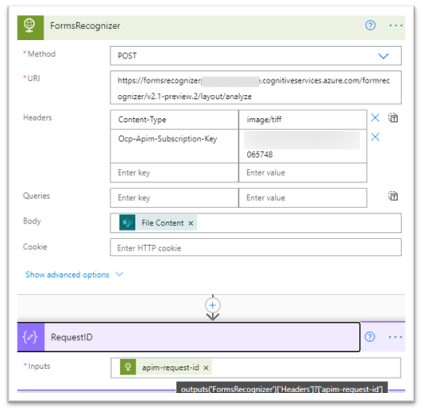 FormsRecognizer
* Method
POST
* URI
https://formsrecognizer e.cognitiveservices.azure.com/formrecognizer/v2.1-preview.2/layout/analyze
Headers
Content-Type
image/tiff
Ocp-Apim-Subscription-Key
065748
Enter key
Enter value
Queries
Enter key
Enter value
Body
File Content ×
Cookie
Enter HTTP cookie
Show advanced options
RequestID
* Inputs
apim-request-id ×
outputs('FormsRecognizer')['Headers']?['apim-request-id']